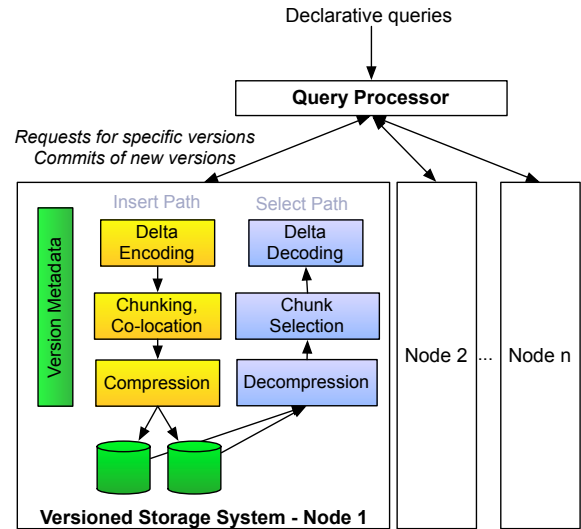 Declarative queries
Query Processor
Requests for specific versions
Commits of new versions
Insert Path
Select Path
Version Metadata
Delta
Encoding
Delta
Decoding
Chunking,
Co-location
Chunk
Selection
Compression
Decompression
Node 2
...
Node n
Versioned Storage System - Node 1